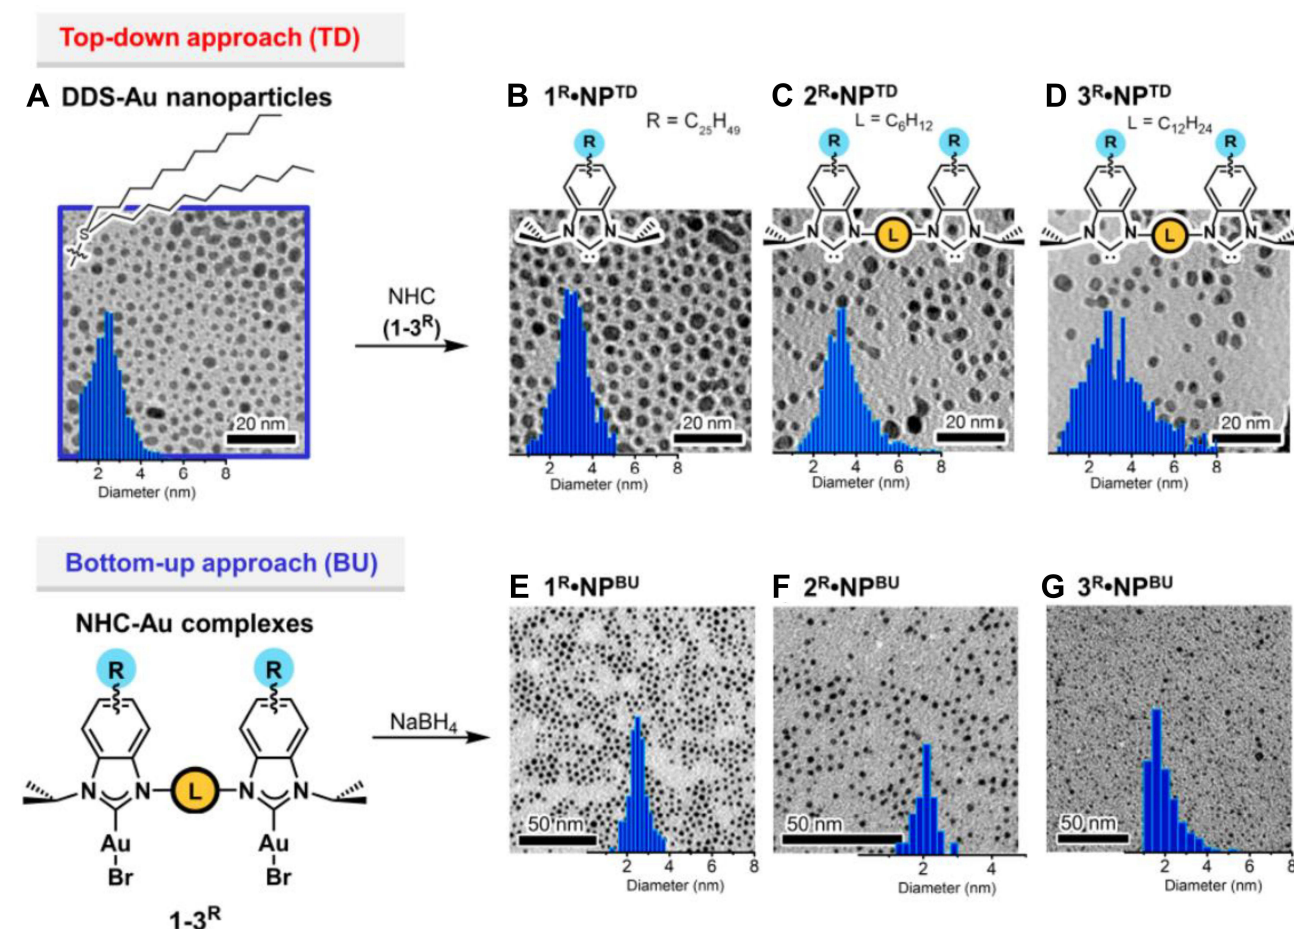 Top-down approach (TD)
A DDS-Au nanoparticles
S
20 nm
2 4 6 8
Diameter (nm)
NHC
(1-3ᴿ)
B 1ᴿ•NPᵀᴰ
R = C₂₅H₄₉
R
N N
20 nm
2 4 6 8
Diameter (nm)
C 2ᴿ•NPᵀᴰ
L = C₆H₁₂
R R
N L N N
20 nm
2 4 6 8
Diameter (nm)
D 3ᴿ•NPᵀᴰ
L = C₁₂H₂₄
R R
N N L N N
20 nm
2 4 6 8
Diameter (nm)
Bottom-up approach (BU)
NHC-Au complexes
R R
N N L N N
Au Au
Br Br
1-3ᴿ
NaBH₄
E 1ᴿ•NPᴮᵁ
50 nm
2 4 6 8
Diameter (nm)
F 2ᴿ•NPᴮᵁ
50 nm
2 4
Diameter (nm)
G 3ᴿ•NPᴮᵁ
50 nm
2 4 6 8
Diameter (nm)